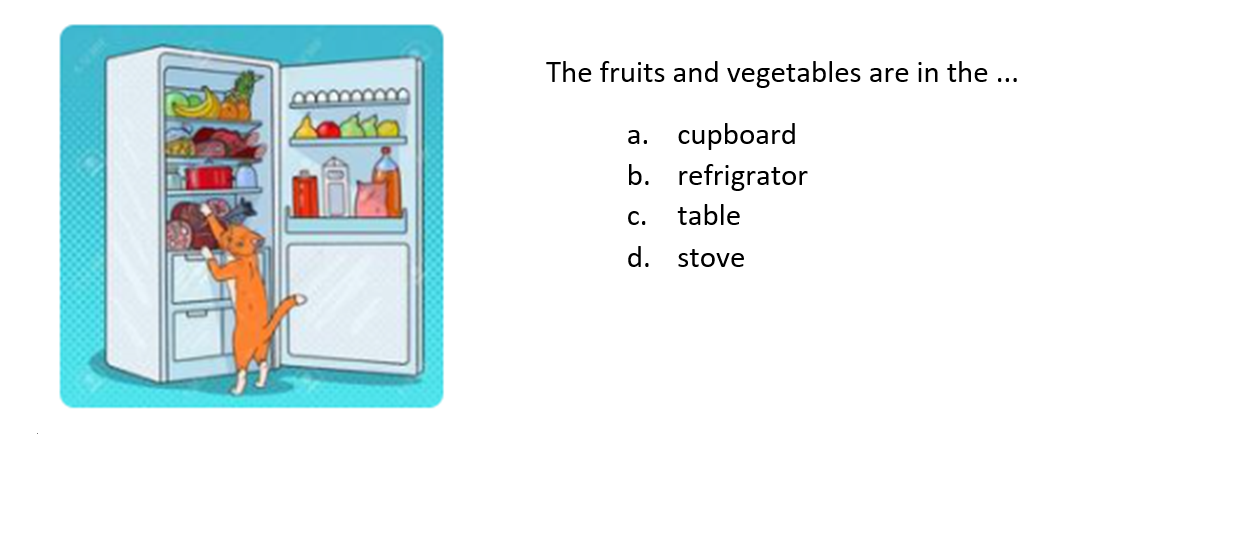 The fruits and vegetables are in the ...
a. cupboard
b. refrigrator
c. table
d. stove